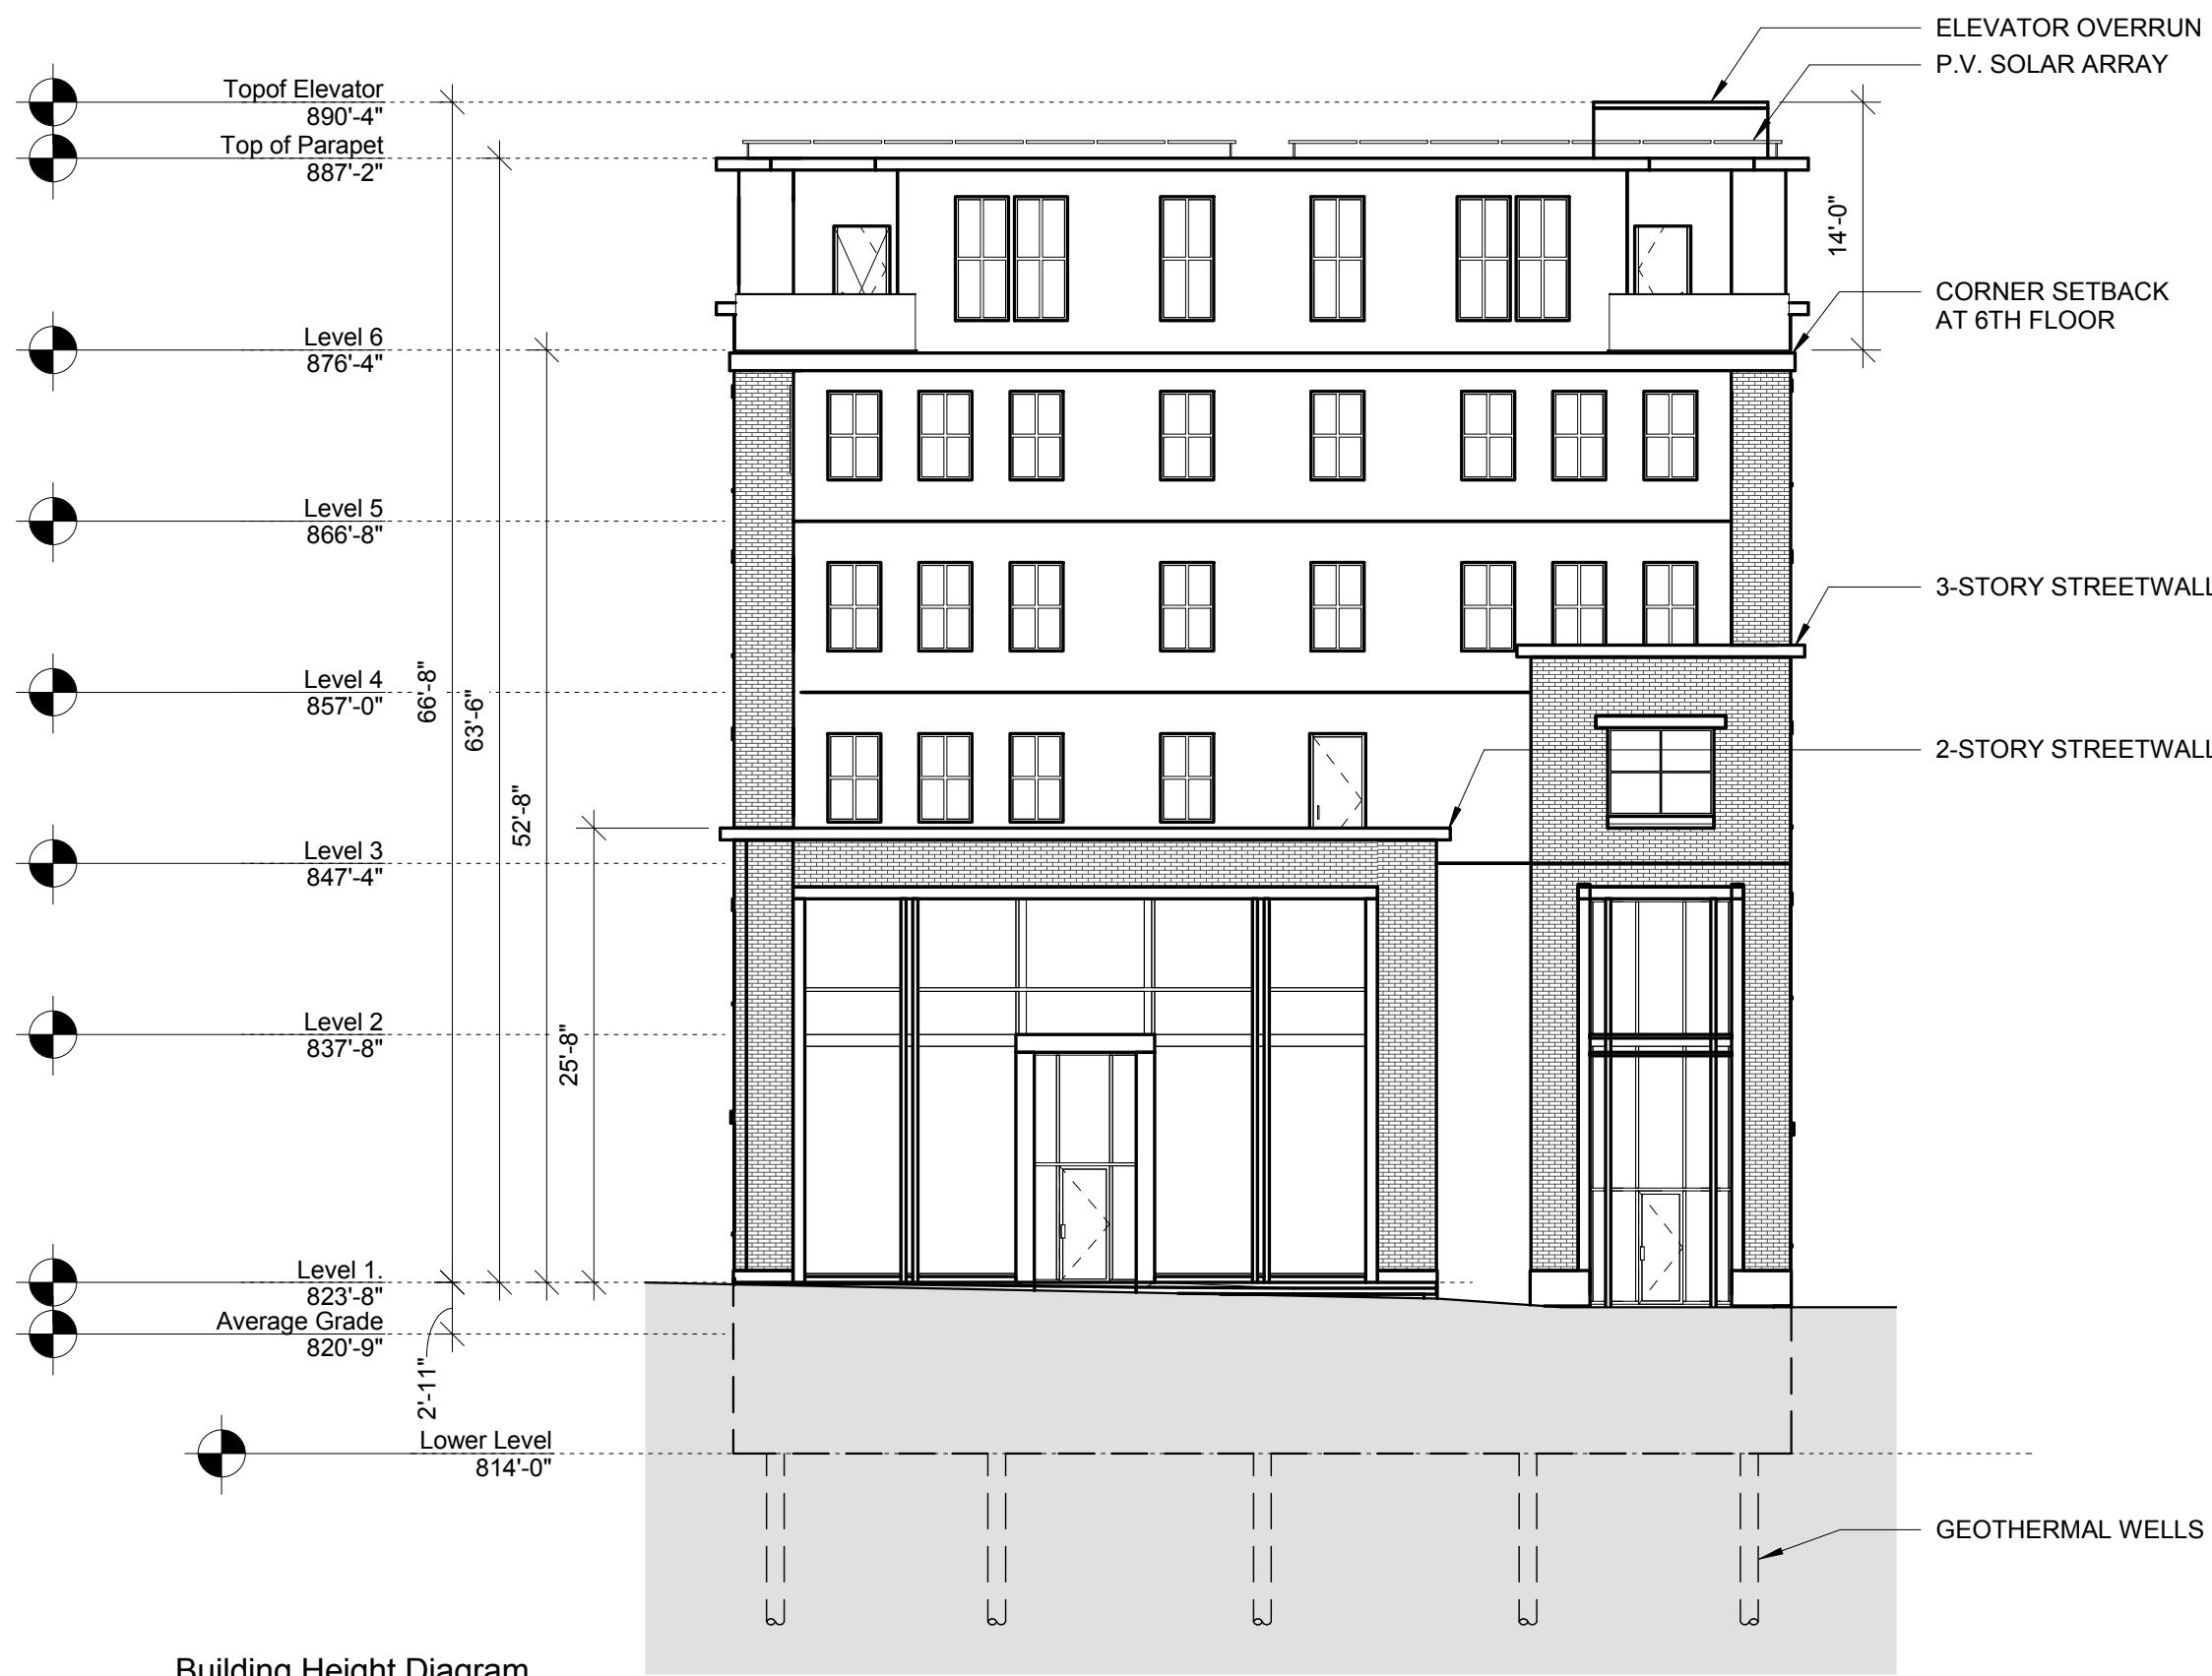 ELEVATOR OVERRUN
P.V. SOLAR ARRAY
Topof Elevator
890'-4"
Top of Parapet
887'-2"
14'-0"
CORNER SETBACK
AT 6TH FLOOR
Level 6
876'-4"
Level 5
866'-8"
3-STORY STREETWALL
Level 4
857'-0"
66'-8"
63'-6"
52'-8"
25'-8"
2-STORY STREETWALL
Level 3
847'-4"
Level 2
837'-8"
Level 1.
823'-8"
Average Grade
820'-9"
2'-11"
Lower Level
814'-0"
GEOTHERMAL WELLS
Building Height Diagram